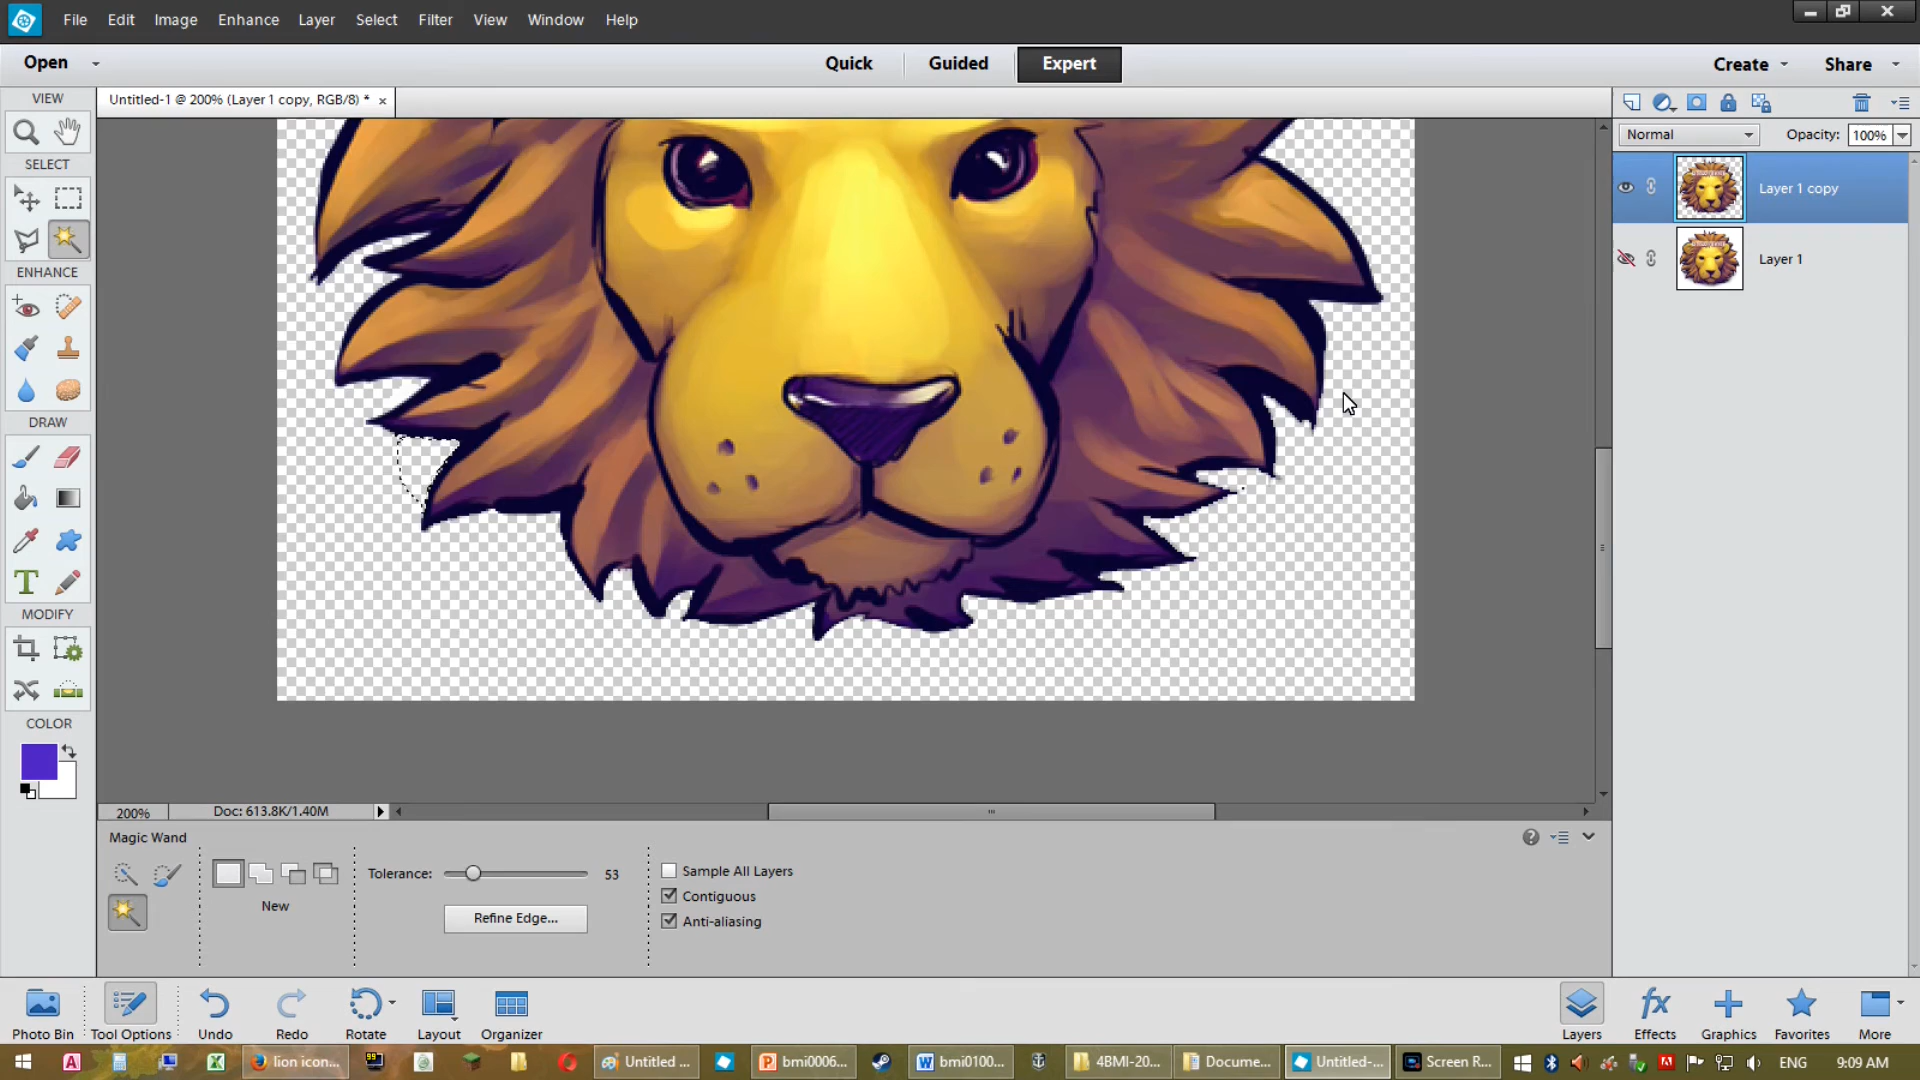 File Edit Image Enhance Layer Select Filter View Window Help
Open Quick Guided Expert Create Share
VIEW
Untitled-1 @ 200% (Layer 1 copy, RGB/8) * ×
Normal Opacity: 100%
SELECT
Layer 1 copy
Layer 1
ENHANCE
DRAW
T
MODIFY
COLOR
200% Doc: 613.8K/1.40M
Magic Wand
Tolerance: 53
Sample All Layers
Contiguous
Anti-aliasing
New
Refine Edge...
Photo Bin Tool Options Undo Redo Rotate Layout Organizer
fx
Layers Effects Graphics Favorites More
lion icon... 99 Untitled ... bmi0006... bmi0100... 4BMI-20... Docume... Untitled-... Screen R... ENG 9:09 AM